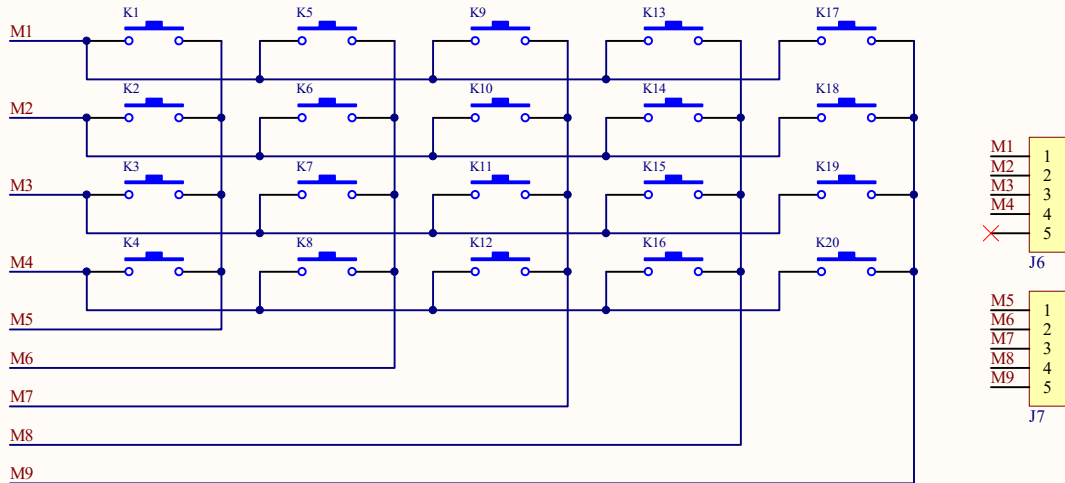 K1 K5 K9 K13 K17
M1
K2 K6 K10 K14 K18
M2
K3 K7 K11 K15 K19
M3
K4 K8 K12 K16 K20
M4
M5
M6
M7
M8
M9
M1 1
M2 2
M3 3
M4 4
5
J6
M5 1
M6 2
M7 3
M8 4
M9 5
J7